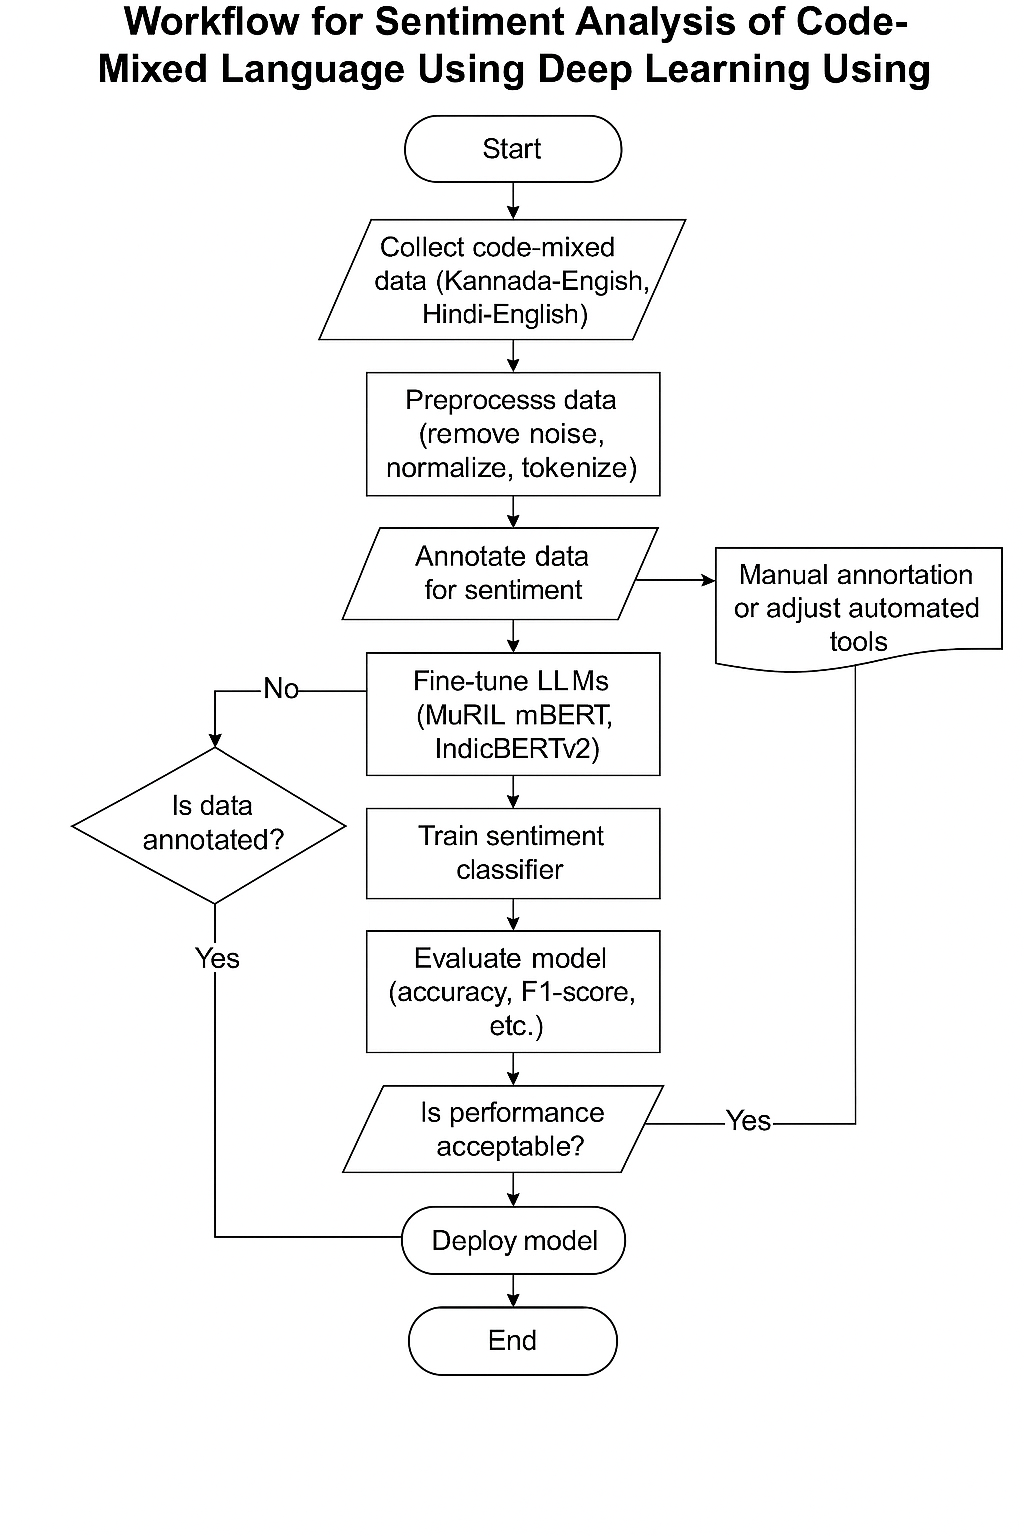 Workflow for Sentiment Analysis of Code-
Mixed Language Using Deep Learning Using
Start
Collect code-mixed
data (Kannada-Engish,
Hindi-English)
Preprocesss data
(remove noise,
normalize, tokenize)
Annotate data
for sentiment
Manual annortation
or adjust automated
tools
No
Fine-tune LLMs
(MuRIL mBERT,
IndicBERTv2)
Is data
annotated?
Train sentiment
classifier
Yes
Evaluate model
(accuracy, F1-score,
etc.)
Is performance
acceptable?
Yes
Deploy model
End